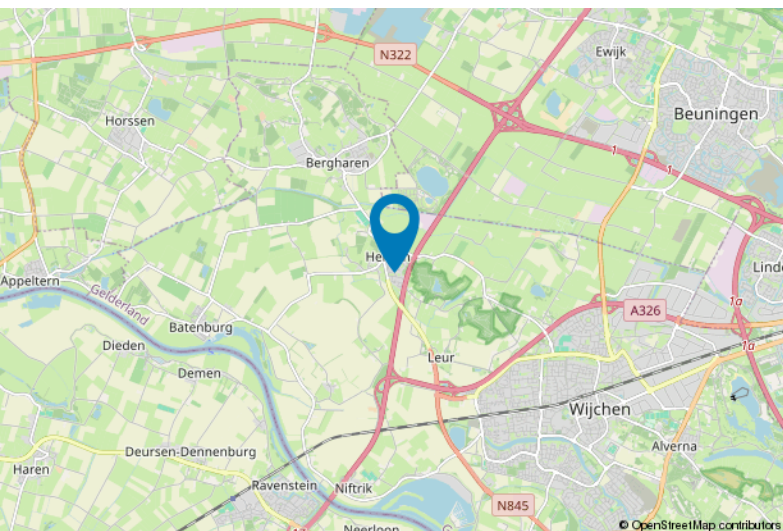 Ewijk
N322
Beuningen
Horssen
1
Bergharen
1
1
Appeltern
Gelderland
1a
A326
Batenburg
Dieden
1a
Leur
Demen
Wijchen
Alverna
Deursen-Dennenburg
Haren
Ravenstein
Niftrik
N845
© OpenStreetMap contributors